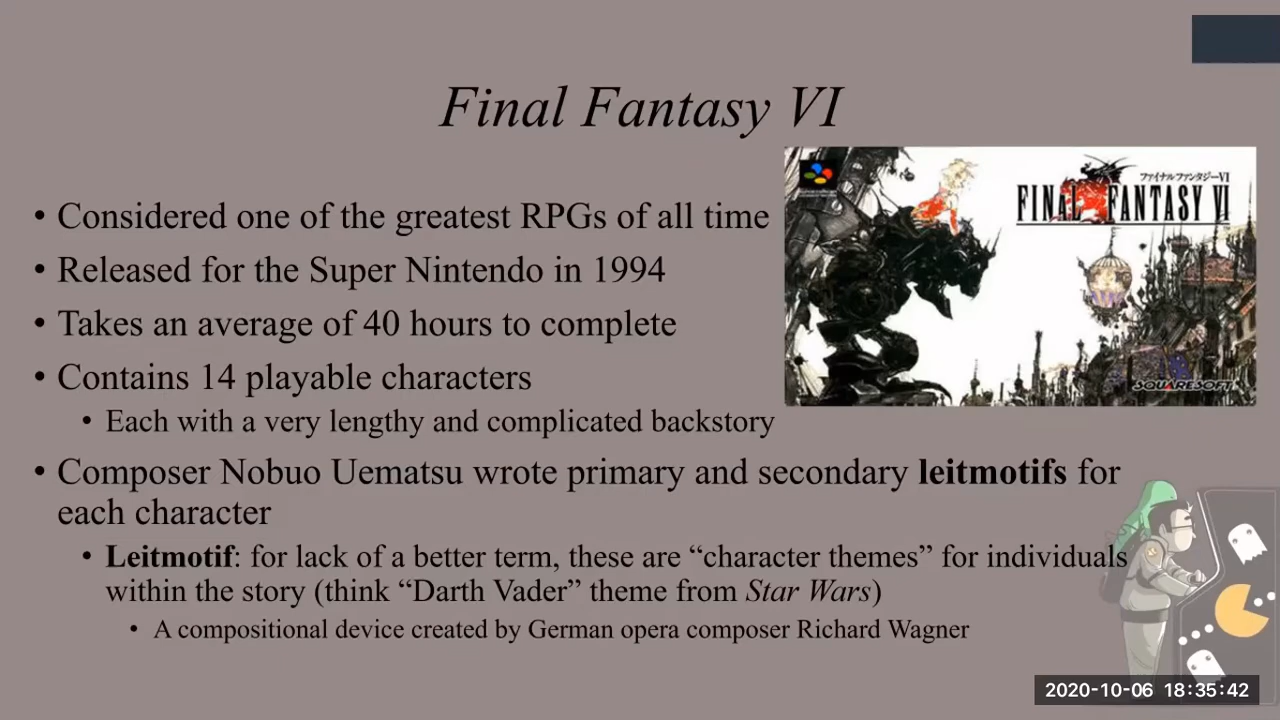 Final Fantasy VI
• Considered one of the greatest RPGs of all time
• Released for the Super Nintendo in 1994
• Takes an average of 40 hours to complete
• Contains 14 playable characters
• Each with a very lengthy and complicated backstory
• Composer Nobuo Uematsu wrote primary and secondary leitmotifs for
each character
• Leitmotif: for lack of a better term, these are “character themes” for individuals
within the story (think “Darth Vader” theme from Star Wars)
• A compositional device created by German opera composer Richard Wagner
ファイナルファンタジーVI
FINAL FANTASY VI
SQUARESOFT
2020-10-06 18:35:42